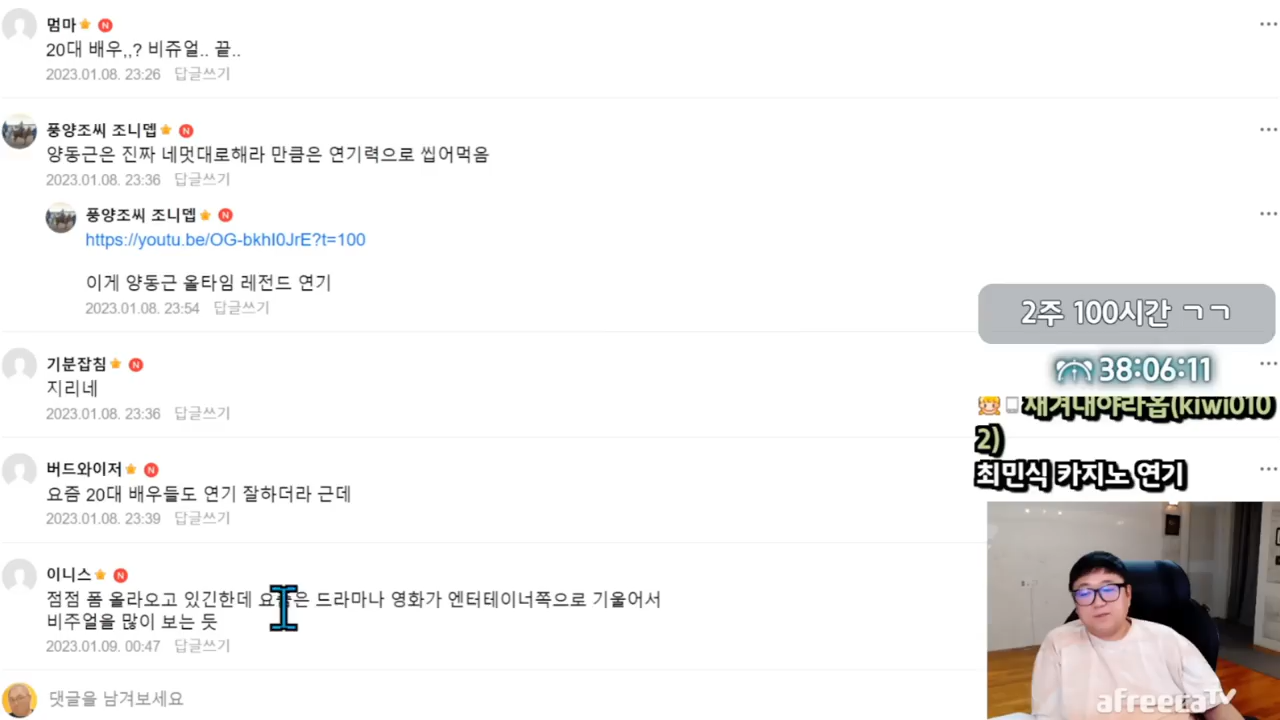 멈마
20대 배우,,? 비쥬얼.. 끝..
2023.01.08. 23:26 답글쓰기
풍양조씨 조니뎁
양동근은 진짜 네멋대로해라 만큼은 연기력으로 씹어먹음
2023.01.08. 23:36 답글쓰기
풍양조씨 조니뎁
https://youtu.be/OG-bkhI0JrE?t=100
이게 양동근 올타임 레전드 연기
2023.01.08. 23:54 답글쓰기
기분잡침
지리네
2023.01.08. 23:36 답글쓰기
버드와이저
요즘 20대 배우들도 연기 잘하더라 근데
2023.01.08. 23:39 답글쓰기
이니스
점점 폼 올라오고 있긴한데 요즘은 드라마나 영화가 엔터테이너쪽으로 기울어서
비주얼을 많이 보는 듯
2023.01.09. 00:47 답글쓰기
댓글을 남겨보세요
2주 100시간 ㄱㄱ
38:06:11
재겨내야라옵(kiwi010
2)
최민식 카지노 연기
afreecaTV